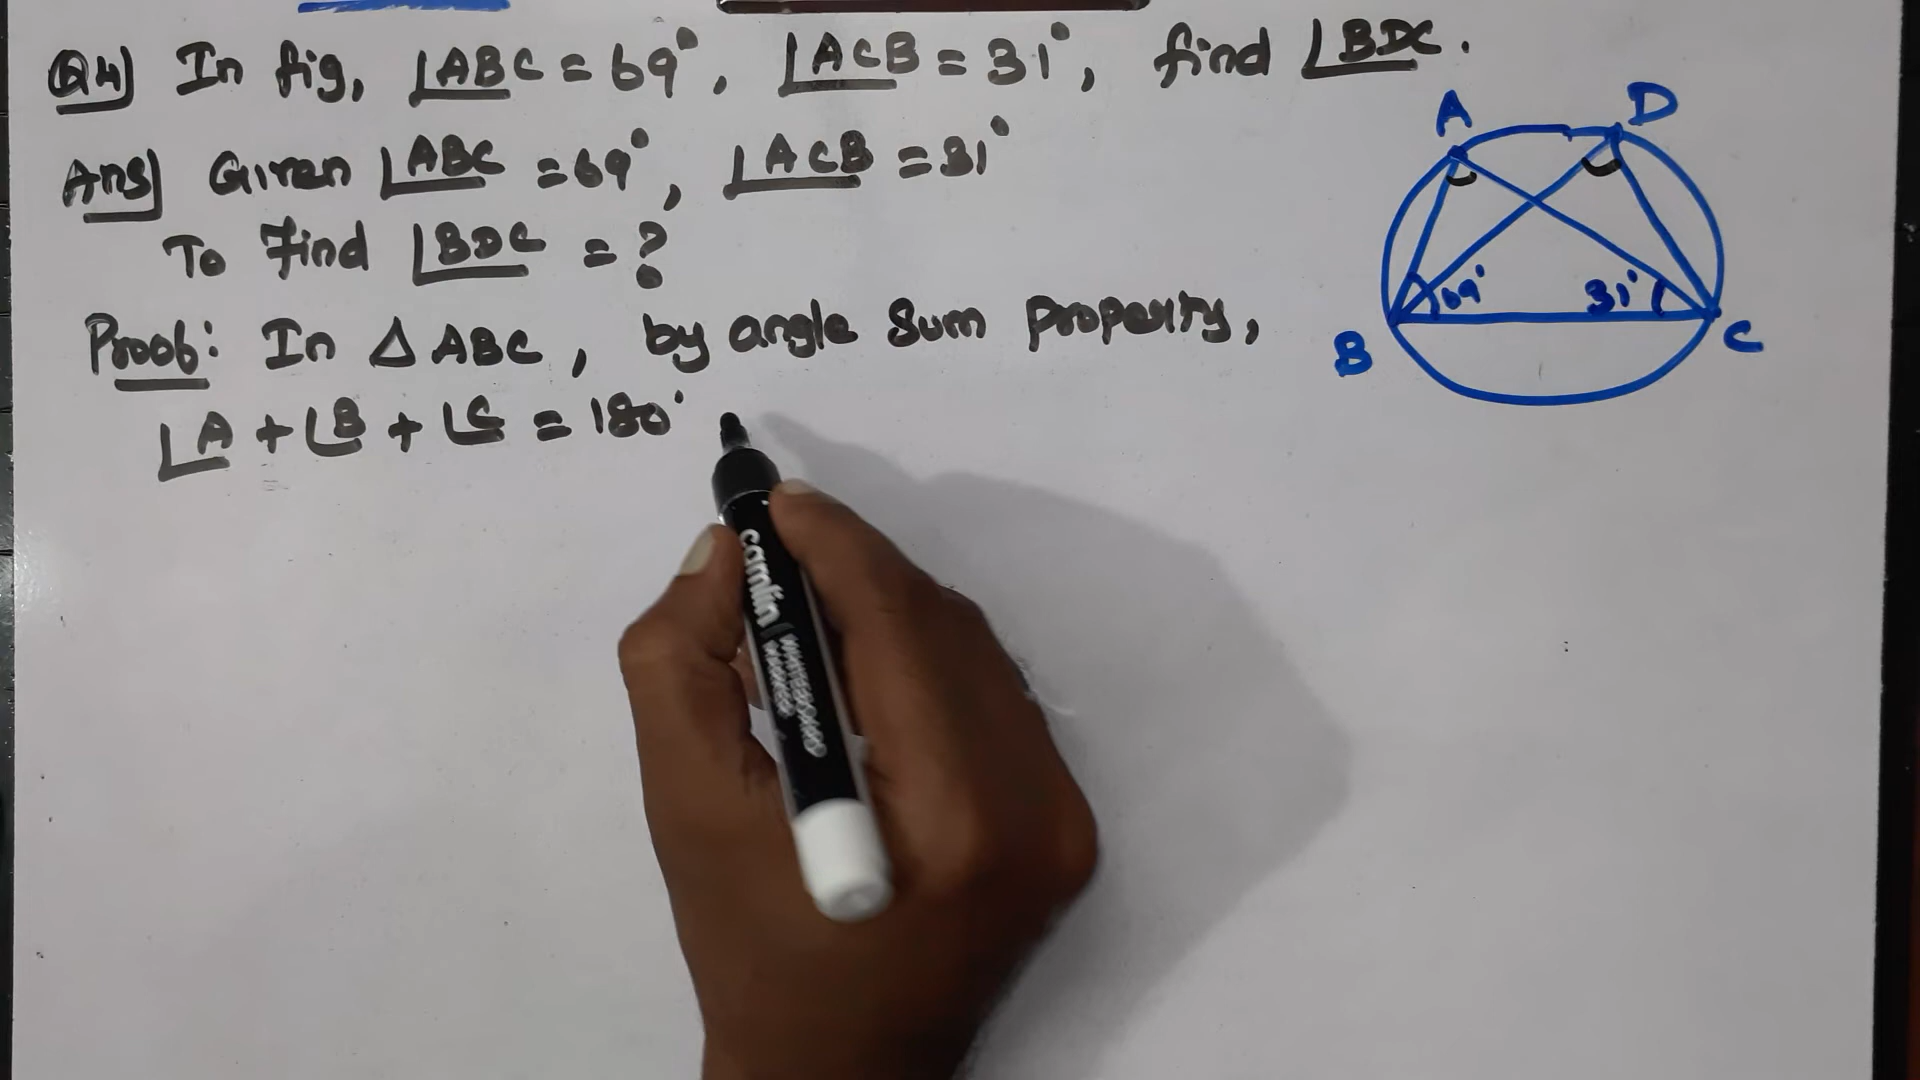 Q4) In fig, ∠ABC = 69°, ∠ACB = 31°, find ∠BDC.
Ans) Given ∠ABC = 69°, ∠ACB = 31°
To Find ∠BDC = ?
Proof: In △ABC, by angle sum property,
∠A + ∠B + ∠C = 180°
A D
69° 31°
B C
camlin